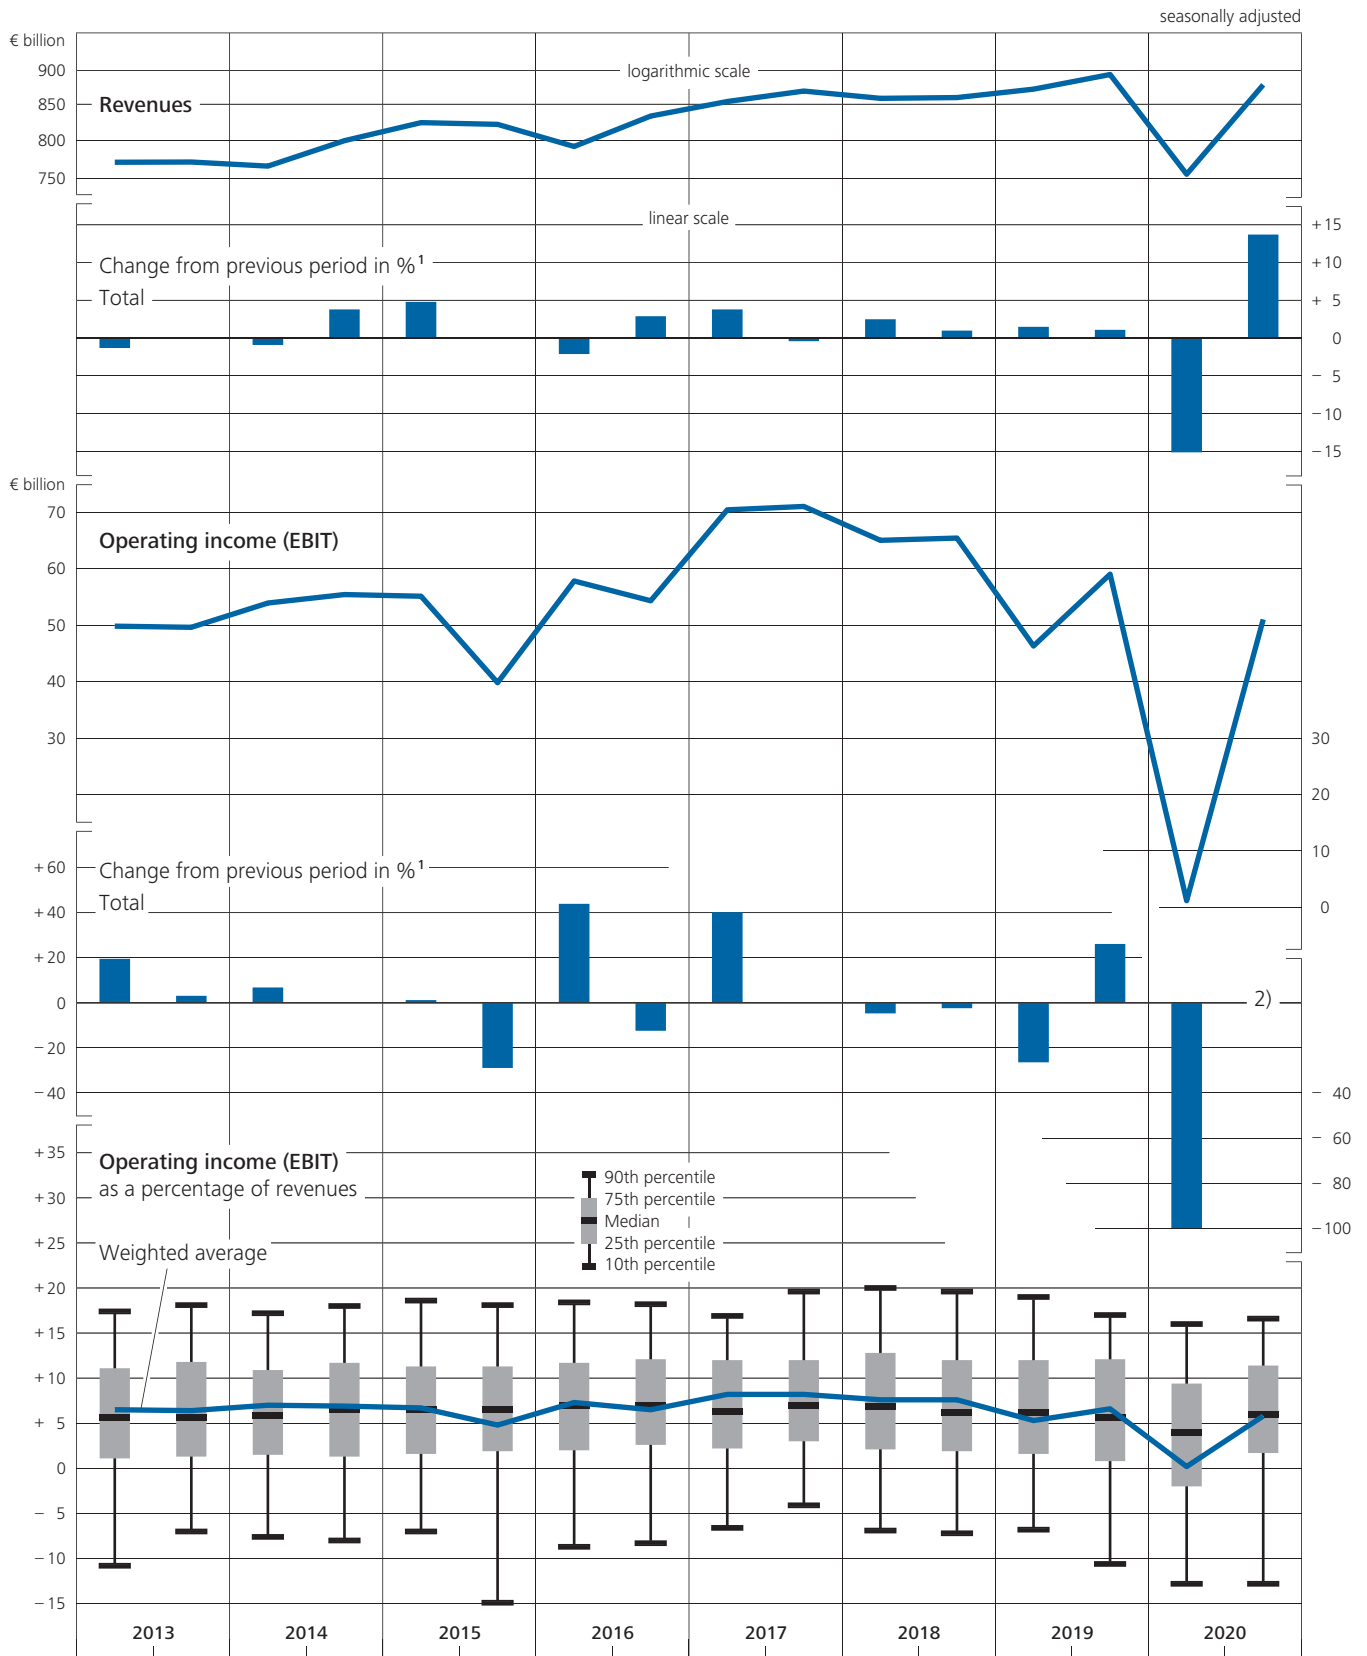 seasonally adjusted
€ billion
900
logarithmic scale
850
Revenues
800
750
linear scale
+ 15
+ 10
Change from previous period in %¹
+ 5
Total
0
− 5
− 10
− 15
€ billion
70
Operating income (EBIT)
60
50
40
30
30
20
10
0
+ 60
Change from previous period in %¹
+ 40
Total
+ 20
0
2)
− 20
− 40
− 40
− 60
− 80
− 100
+ 35
Operating income (EBIT)
as a percentage of revenues
+ 30
+ 25
90th percentile
75th percentile
Median
25th percentile
10th percentile
Weighted average
+ 20
+ 15
+ 10
+ 5
0
− 5
− 10
− 15
2013 2014 2015 2016 2017 2018 2019 2020